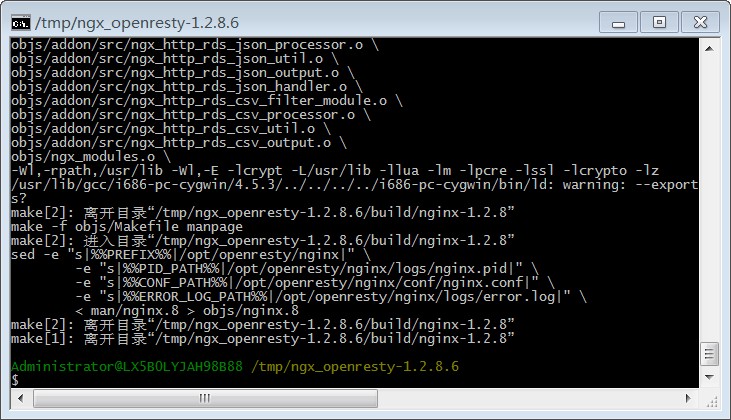 /tmp/ngx_openresty-1.2.8.6
objs/addon/src/ngx_http_rds_json_processor.o \
objs/addon/src/ngx_http_rds_json_util.o \
objs/addon/src/ngx_http_rds_json_output.o \
objs/addon/src/ngx_http_rds_json_handler.o \
objs/addon/src/ngx_http_rds_csv_filter_module.o \
objs/addon/src/ngx_http_rds_csv_processor.o \
objs/addon/src/ngx_http_rds_csv_util.o \
objs/addon/src/ngx_http_rds_csv_output.o \
objs/ngx_modules.o \
-Wl,-rpath,/usr/lib -Wl,-E -lcrypt -L/usr/lib -llua -lm -lpcre -lssl -lcrypto -lz
/usr/lib/gcc/i686-pc-cygwin/4.5.3/../../../../i686-pc-cygwin/bin/ld: warning: --export
s?
make[2]: 离开目录“/tmp/ngx_openresty-1.2.8.6/build/nginx-1.2.8”
make -f objs/Makefile manpage
make[2]: 进入目录“/tmp/ngx_openresty-1.2.8.6/build/nginx-1.2.8”
sed -e "s|%%PREFIX%%|/opt/openresty/nginx|" \
        -e "s|%%PID_PATH%%|/opt/openresty/nginx/logs/nginx.pid|" \
        -e "s|%%CONF_PATH%%|/opt/openresty/nginx/conf/nginx.conf|" \
        -e "s|%%ERROR_LOG_PATH%%|/opt/openresty/nginx/logs/error.log|" \
        < man/nginx.8 > objs/nginx.8
make[2]: 离开目录“/tmp/ngx_openresty-1.2.8.6/build/nginx-1.2.8”
make[1]: 离开目录“/tmp/ngx_openresty-1.2.8.6/build/nginx-1.2.8”
Administrator@LX5BOLYJAH98B88 /tmp/ngx_openresty-1.2.8.6
$